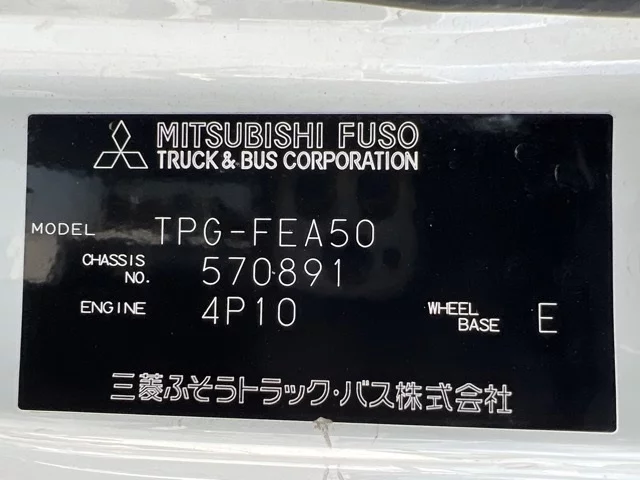 MITSUBISHI FUSO
TRUCK & BUS CORPORATION
MODEL TPG-FEA50
CHASSIS NO. 570891
ENGINE 4P10 WHEEL BASE E
三菱ふそうトラック・バス株式会社